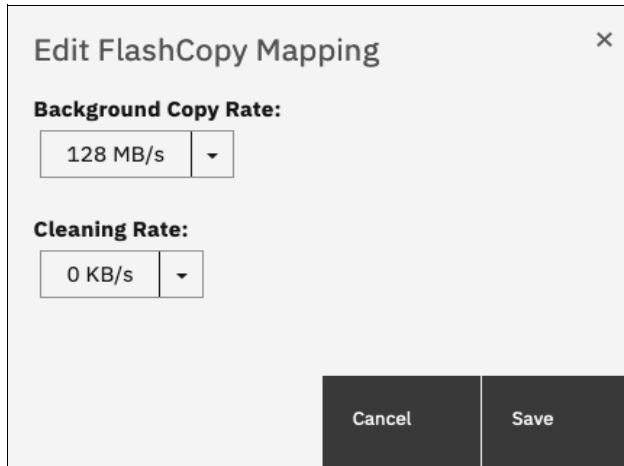 Edit FlashCopy Mapping
Background Copy Rate:
128 MB/s
Cleaning Rate:
0 KB/s
Cancel Save